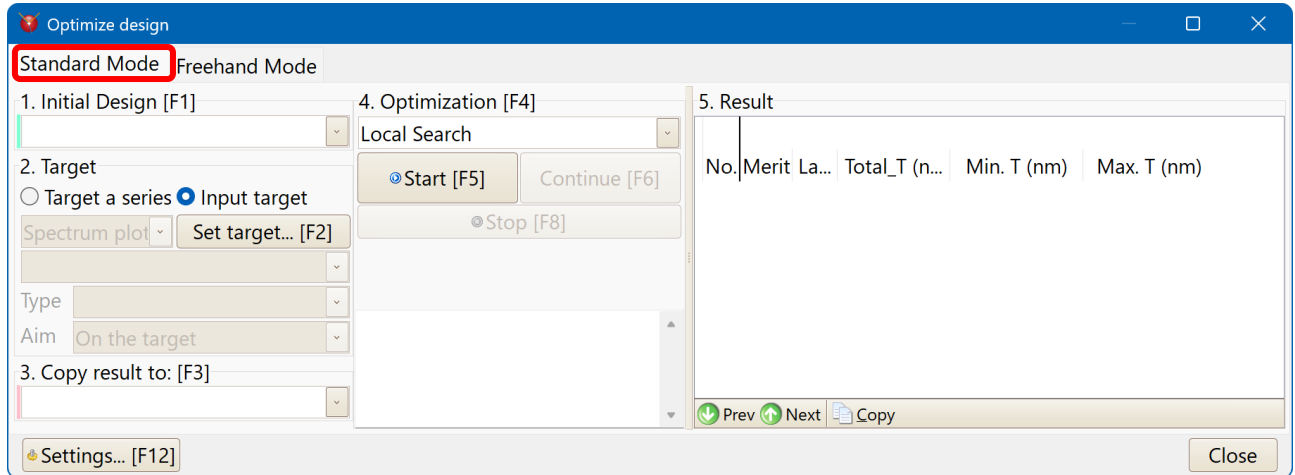 Optimize design
Standard Mode Freehand Mode
1. Initial Design [F1]
2. Target
Target a series Input target
Spectrum plot Set target... [F2]
Type
Aim On the target
3. Copy result to: [F3]
4. Optimization [F4]
Local Search
Start [F5] Continue [F6]
Stop [F8]
5. Result
No. Merit La... Total_T (n... Min. T (nm) Max. T (nm)
Prev Next Copy
Settings... [F12] Close